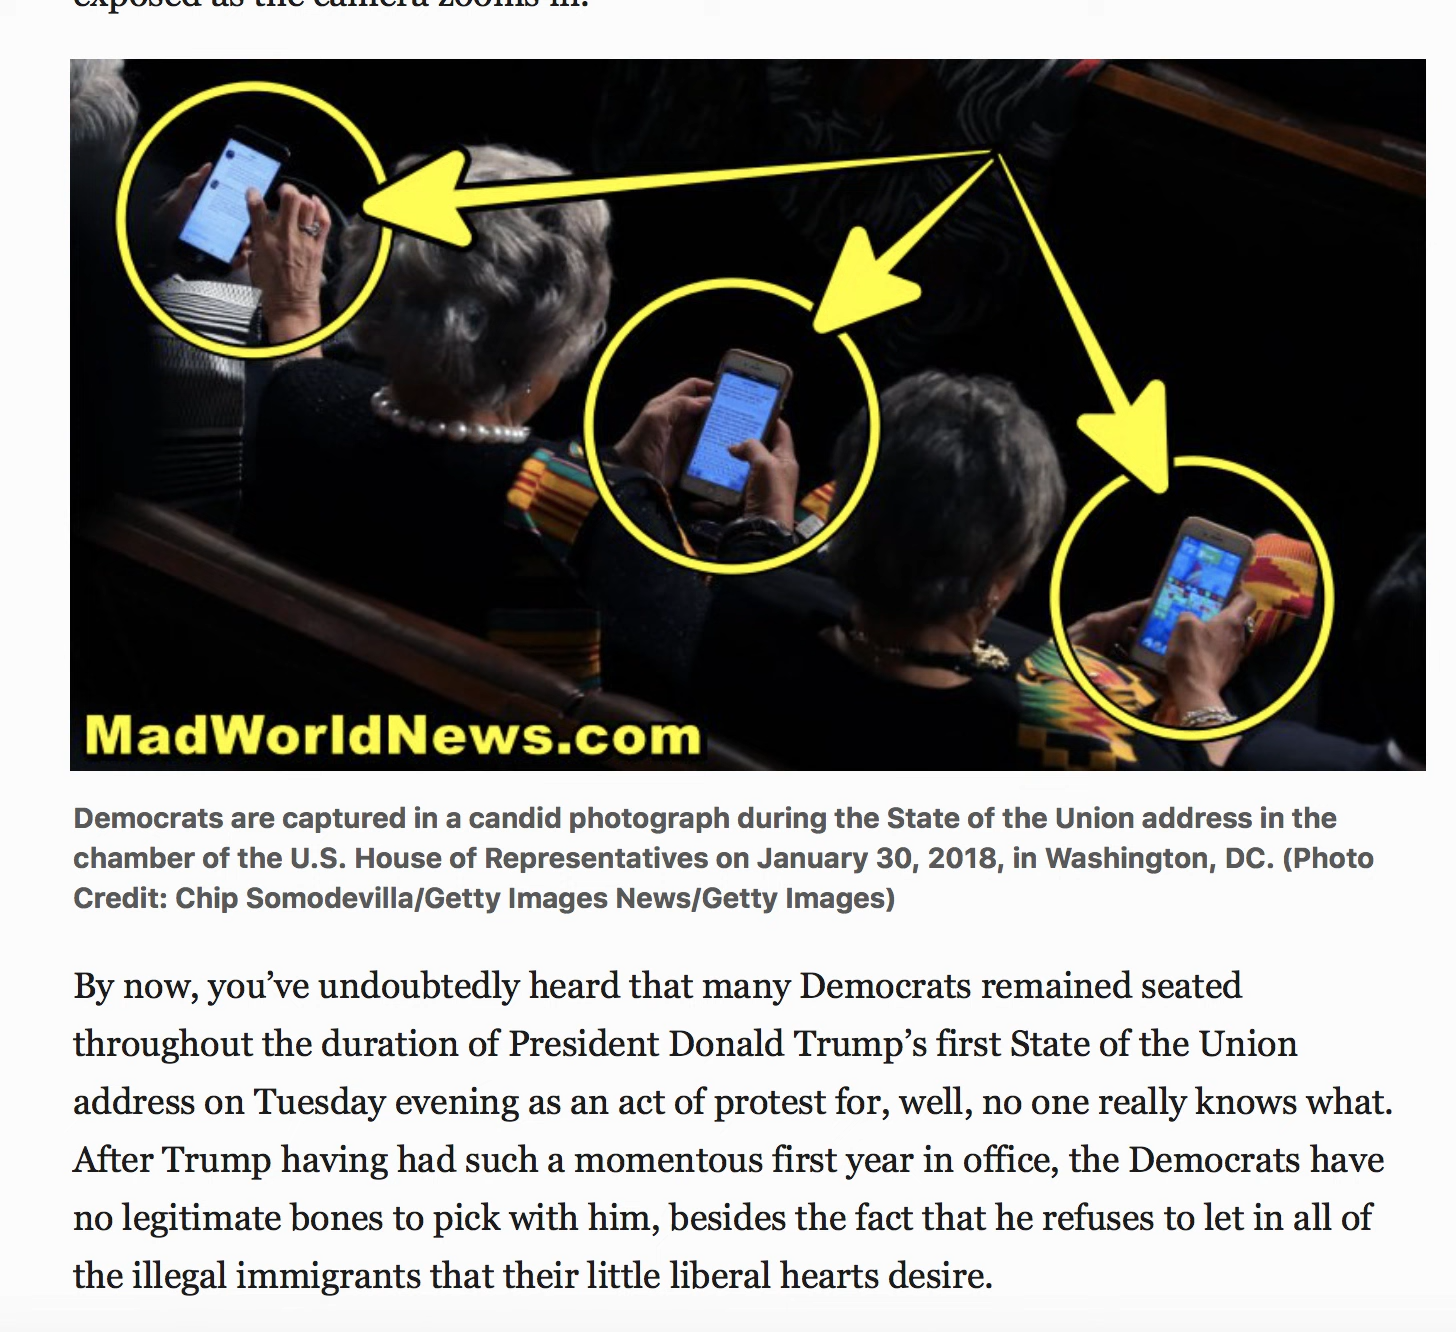 exposed as the camera zooms in.
MadWorldNews.com
Democrats are captured in a candid photograph during the State of the Union address in the
chamber of the U.S. House of Representatives on January 30, 2018, in Washington, DC. (Photo
Credit: Chip Somodevilla/Getty Images News/Getty Images)
By now, you’ve undoubtedly heard that many Democrats remained seated
throughout the duration of President Donald Trump’s first State of the Union
address on Tuesday evening as an act of protest for, well, no one really knows what.
After Trump having had such a momentous first year in office, the Democrats have
no legitimate bones to pick with him, besides the fact that he refuses to let in all of
the illegal immigrants that their little liberal hearts desire.